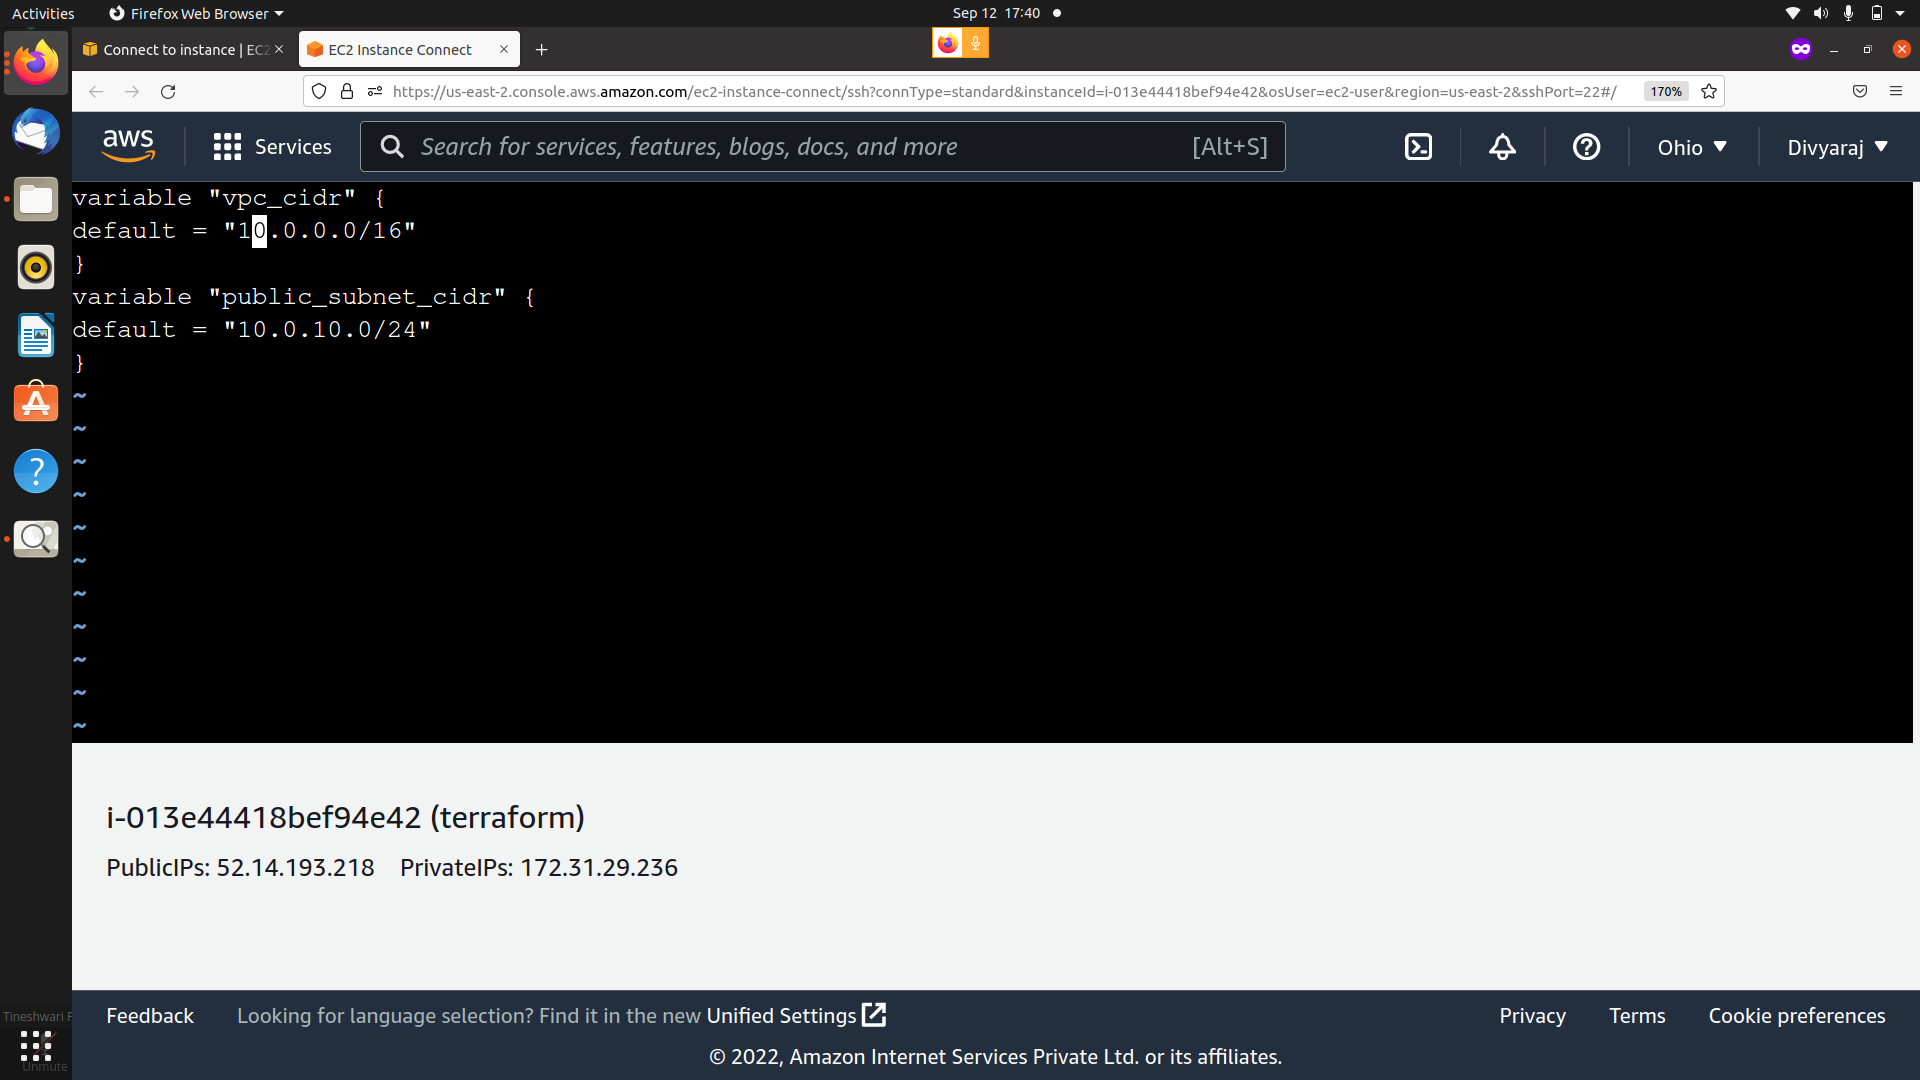 Activities
Firefox Web Browser
Sep 12 17:40
Connect to instance | EC2
EC2 Instance Connect
https://us-east-2.console.aws.amazon.com/ec2-instance-connect/ssh?connType=standard&instanceId=i-013e44418bef94e42&osUser=ec2-user&region=us-east-2&sshPort=22#/
170%
aws
Services
Search for services, features, blogs, docs, and more
[Alt+S]
Ohio
Divyaraj
variable "vpc_cidr" {
default = "10.0.0.0/16"
}
variable "public_subnet_cidr" {
default = "10.0.10.0/24"
}
~
~
~
~
~
~
~
~
~
~
~
i-013e44418bef94e42 (terraform)
PublicIPs: 52.14.193.218 PrivateIPs: 172.31.29.236
Tineshwari
Feedback
Looking for language selection? Find it in the new Unified Settings
Privacy
Terms
Cookie preferences
Unmute
© 2022, Amazon Internet Services Private Ltd. or its affiliates.